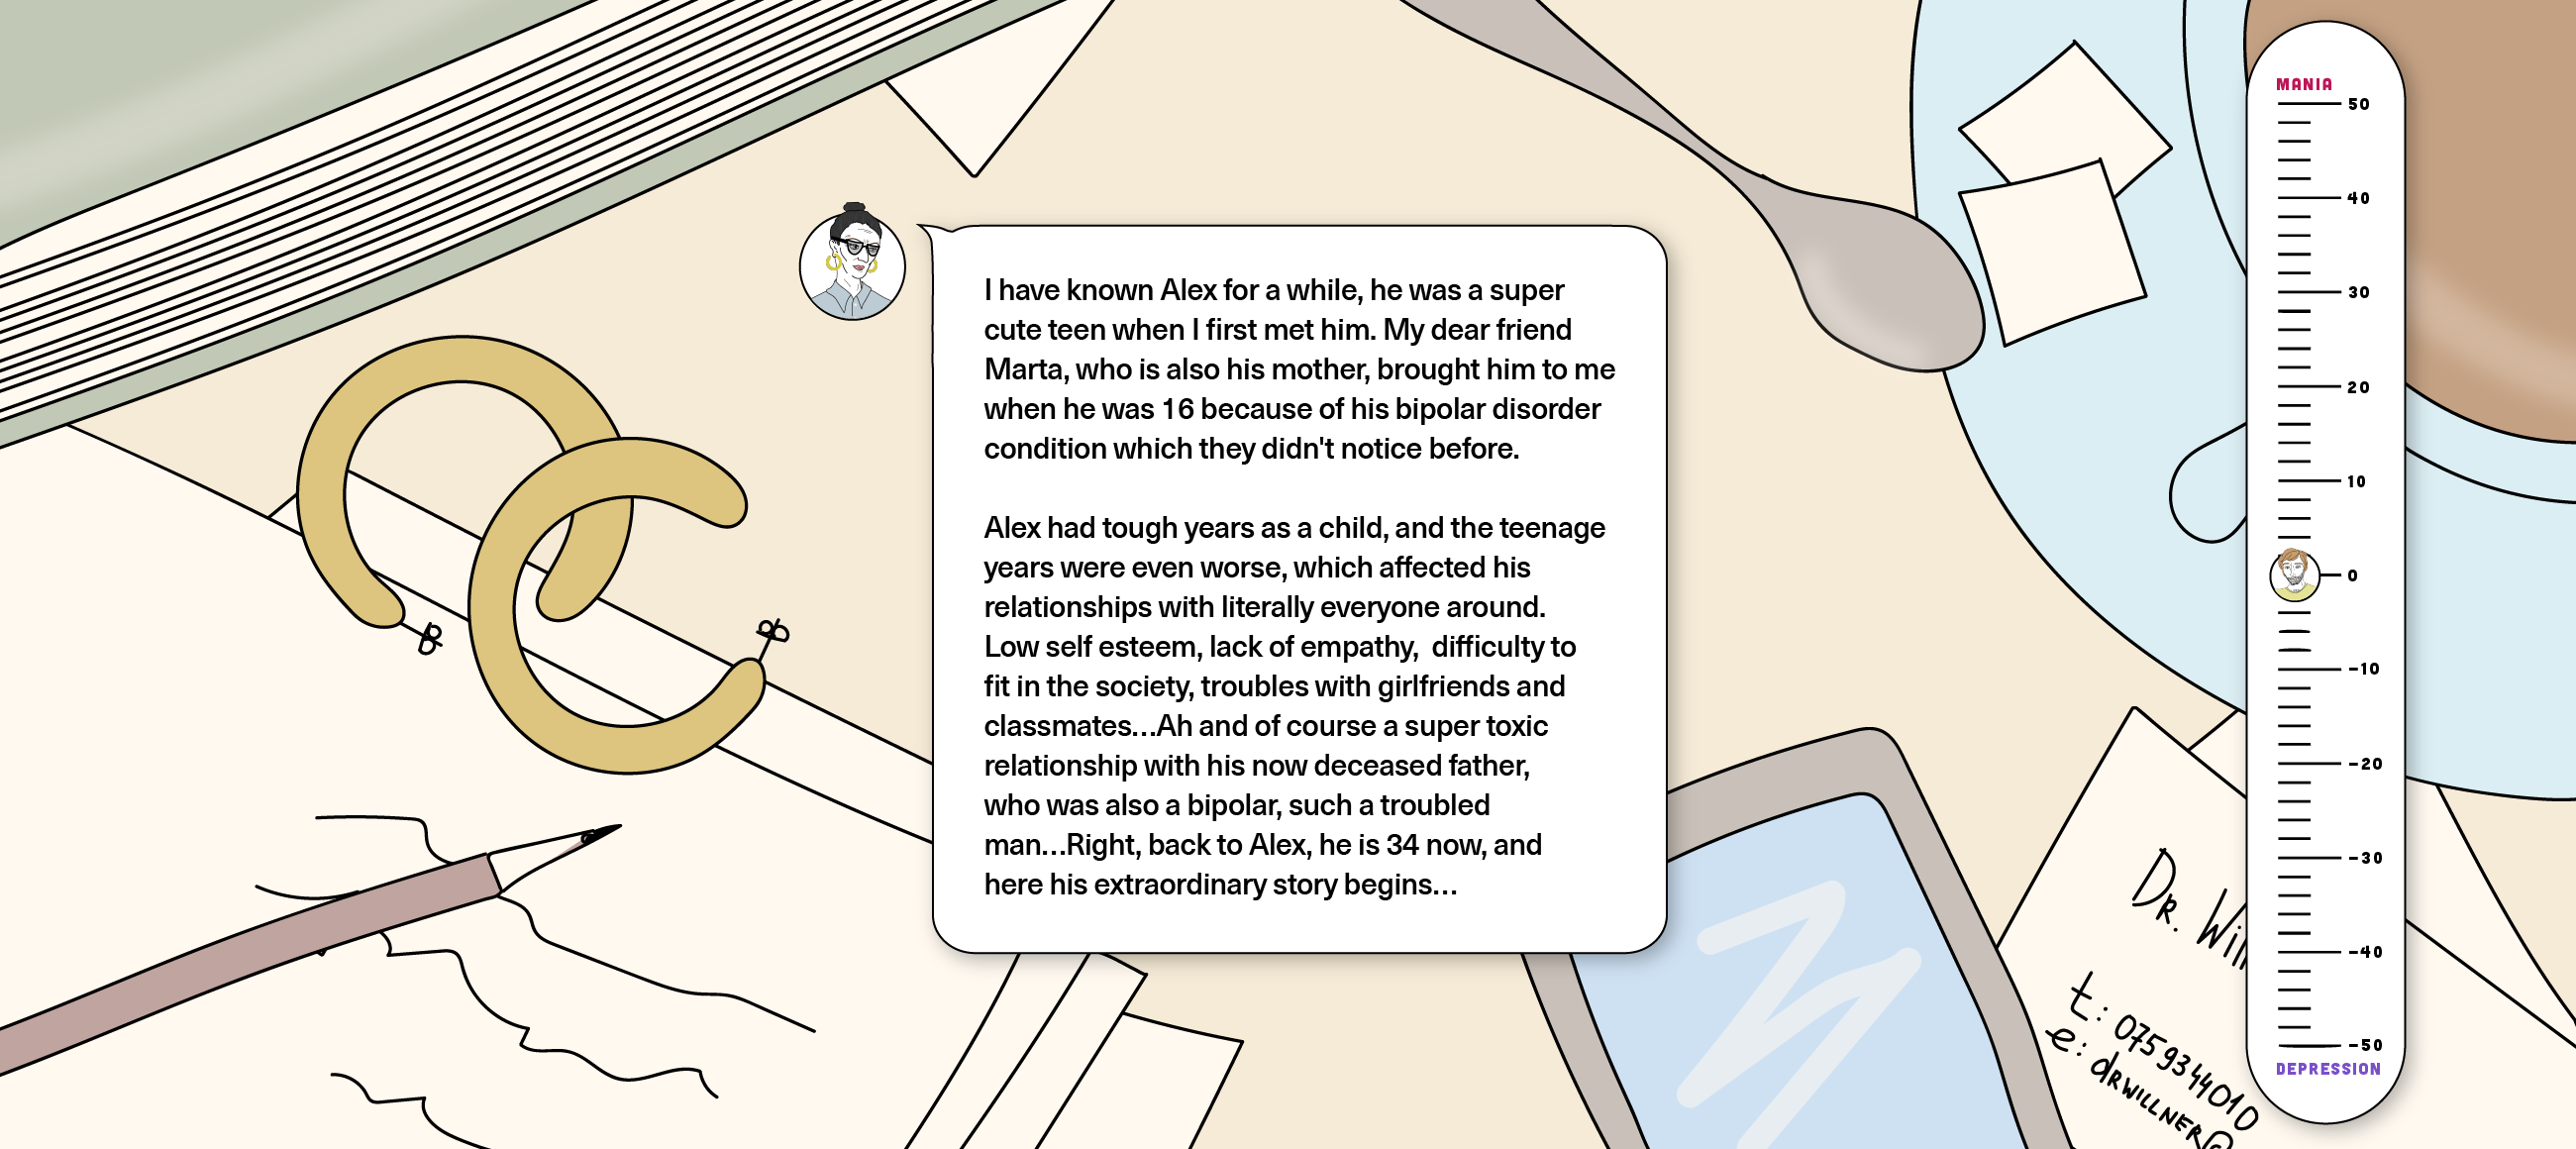 I have known Alex for a while, he was a super
cute teen when I first met him. My dear friend
Marta, who is also his mother, brought him to me
when he was 16 because of his bipolar disorder
condition which they didn't notice before.
Alex had tough years as a child, and the teenage
years were even worse, which affected his
relationships with literally everyone around.
Low self esteem, lack of empathy,  difficulty to
fit in the society, troubles with girlfriends and
classmates...Ah and of course a super toxic
relationship with his now deceased father,
who was also a bipolar, such a troubled
man...Right, back to Alex, he is 34 now, and
here his extraordinary story begins...
MANIA
50
40
30
20
10
0
-10
-20
-30
-40
-50
DEPRESSION
DR. Will
t: 0759344010
e: DRWILLNER@